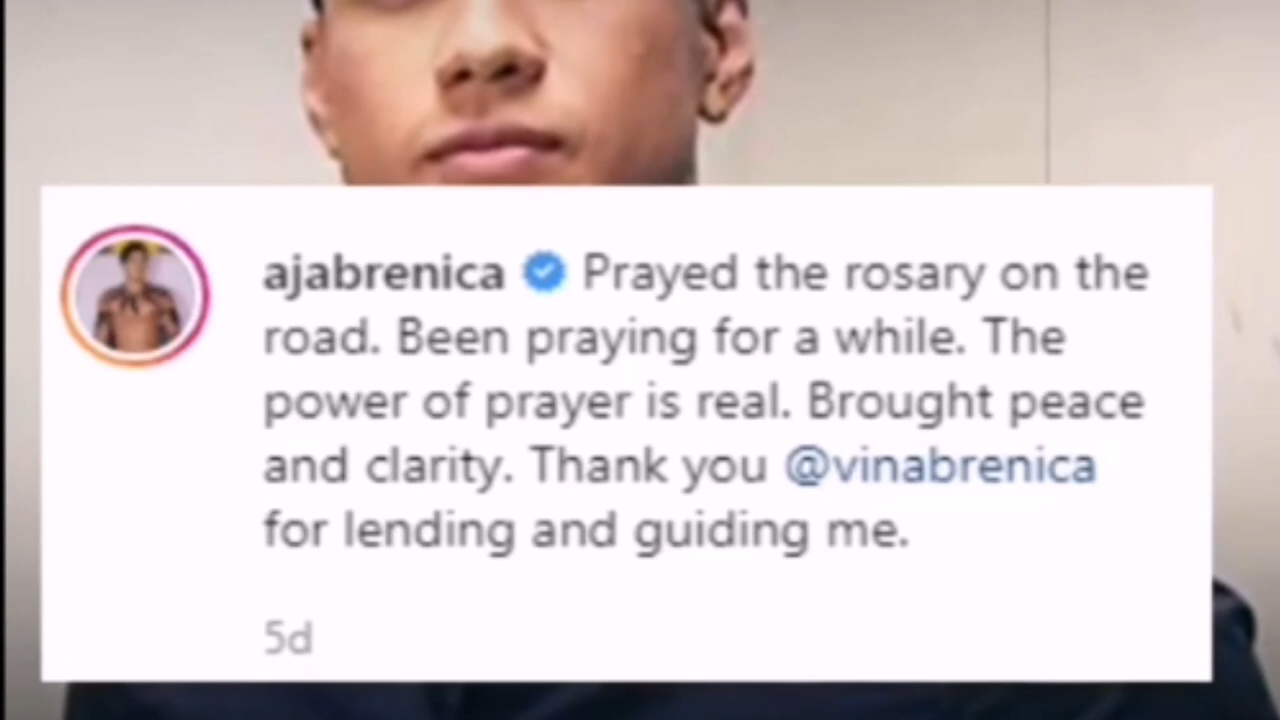 ajabrenica Prayed the rosary on the
road. Been praying for a while. The
power of prayer is real. Brought peace
and clarity. Thank you @vinabrenica
for lending and guiding me.
5d